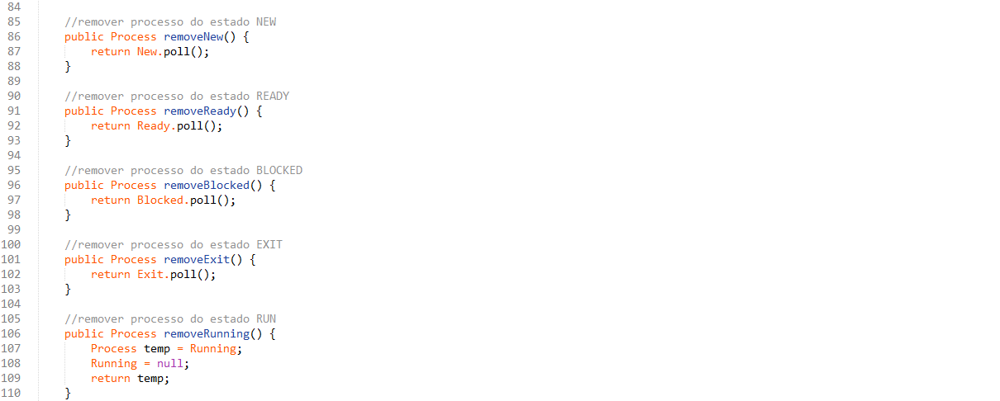 84
85 //remover processo do estado NEW
86 public Process removeNew() {
87 return New.poll();
88 }
89
90 //remover processo do estado READY
91 public Process removeReady() {
92 return Ready.poll();
93 }
94
95 //remover processo do estado BLOCKED
96 public Process removeBlocked() {
97 return Blocked.poll();
98 }
99
100 //remover processo do estado EXIT
101 public Process removeExit() {
102 return Exit.poll();
103 }
104
105 //remover processo do estado RUN
106 public Process removeRunning() {
107 Process temp = Running;
108 Running = null;
109 return temp;
110 }